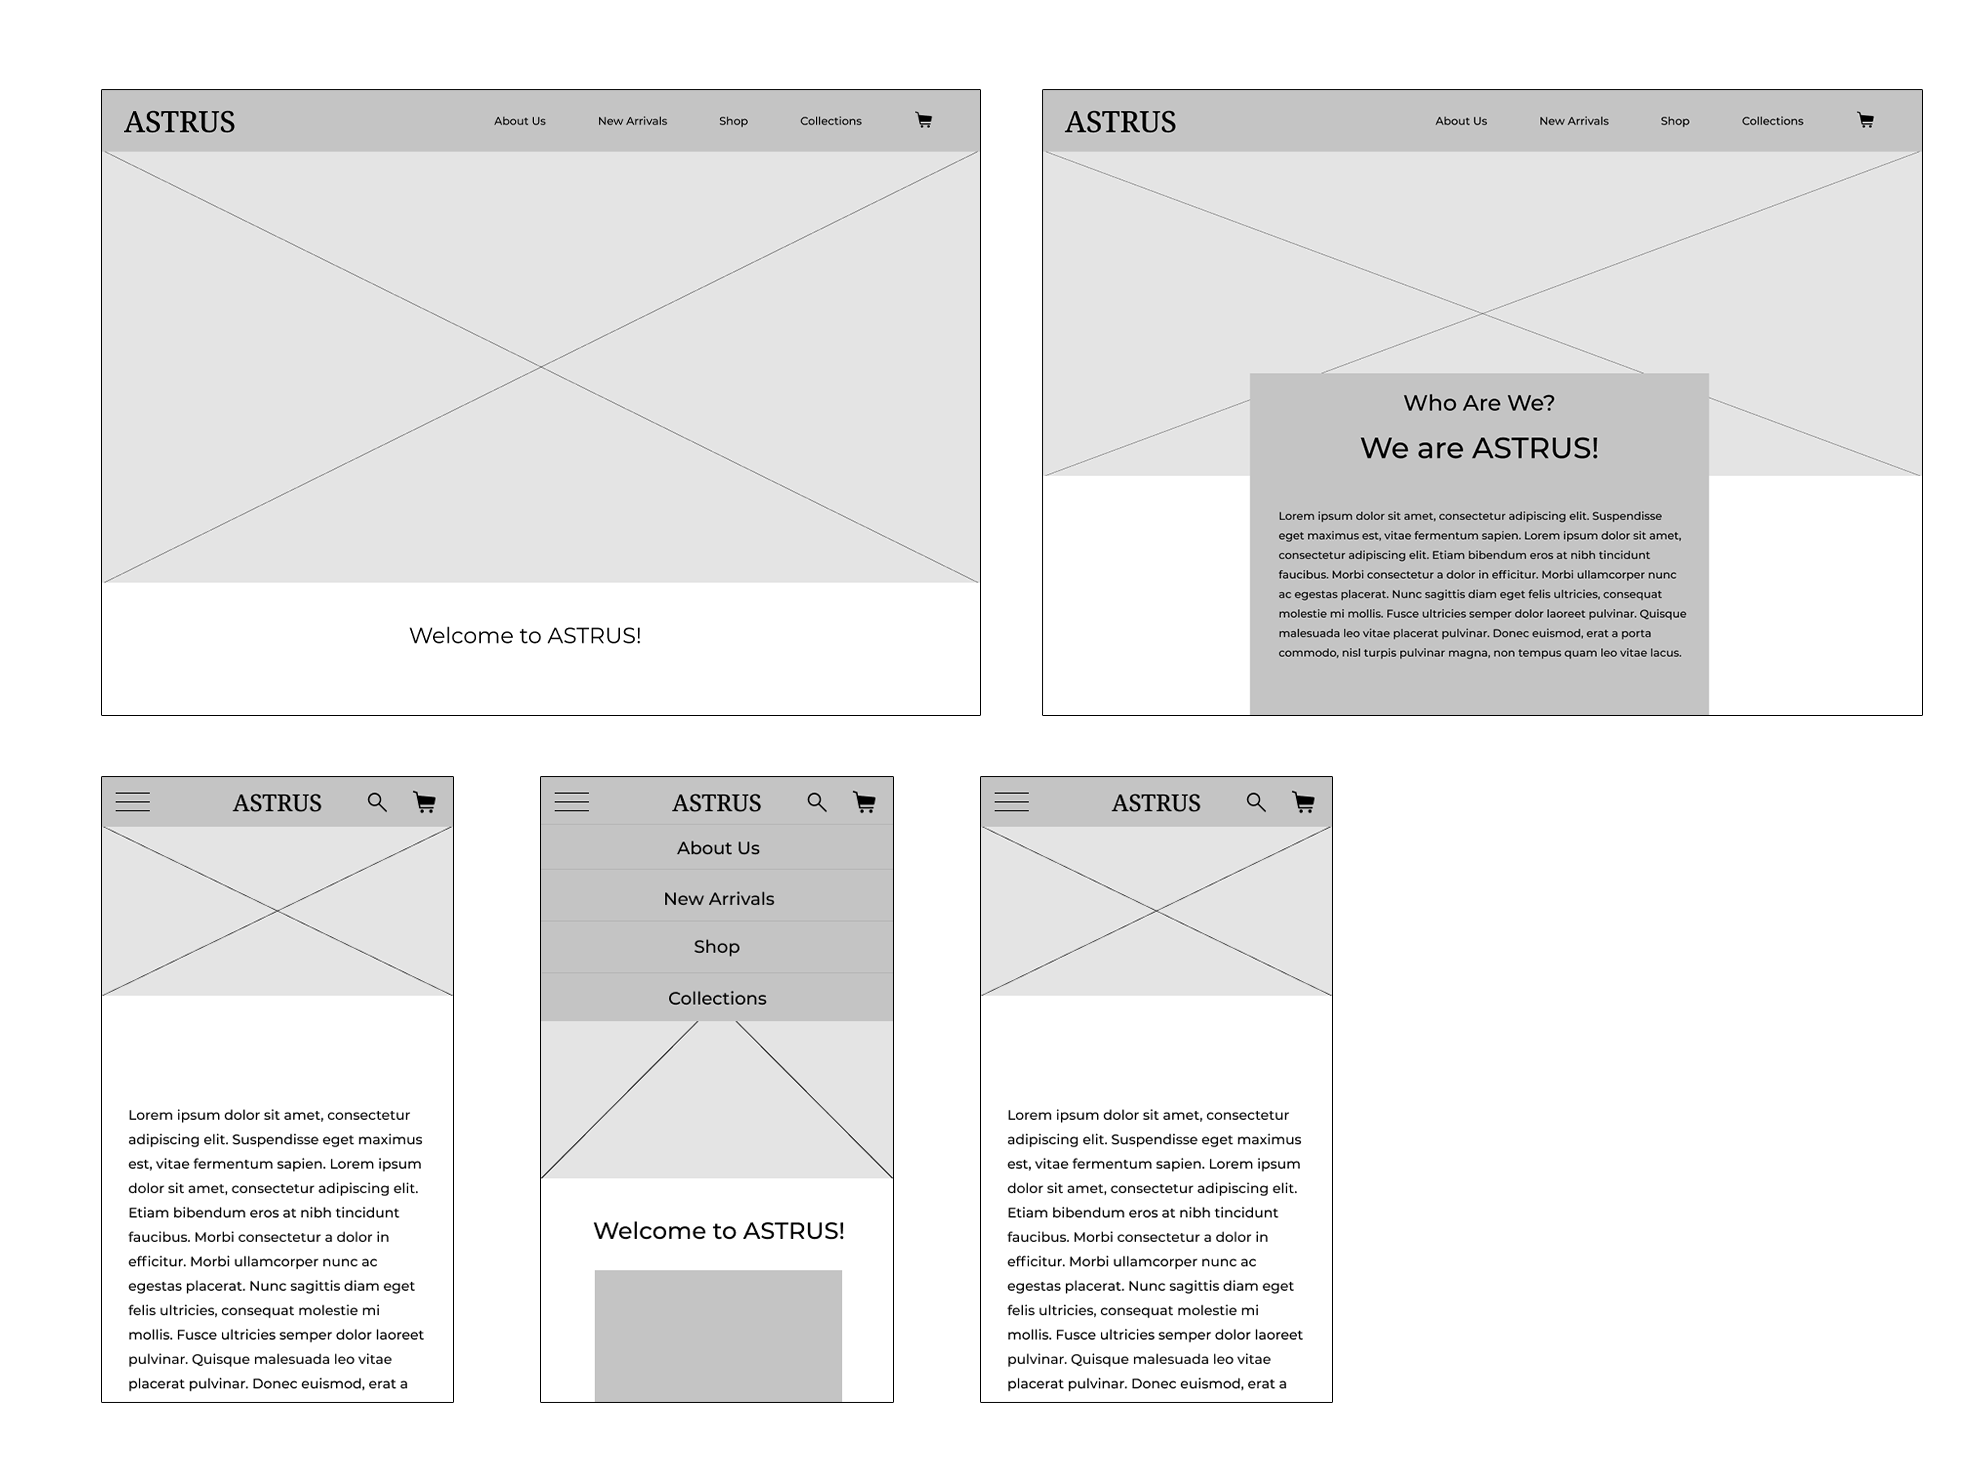 ASTRUS
About Us
New Arrivals
Shop
Collections
Welcome to ASTRUS!
ASTRUS
About Us
New Arrivals
Shop
Collections
Who Are We?
We are ASTRUS!
Lorem ipsum dolor sit amet, consectetur adipiscing elit. Suspendisse
eget maximus est, vitae fermentum sapien. Lorem ipsum dolor sit amet,
consectetur adipiscing elit. Etiam bibendum eros at nibh tincidunt
faucibus. Morbi consectetur a dolor in efficitur. Morbi ullamcorper nunc
ac egestas placerat. Nunc sagittis diam eget felis ultricies, consequat
molestie mi mollis. Fusce ultricies semper dolor laoreet pulvinar. Quisque
malesuada leo vitae placerat pulvinar. Donec euismod, erat a porta
commodo, nisl turpis pulvinar magna, non tempus quam leo vitae lacus.
ASTRUS
Lorem ipsum dolor sit amet, consectetur
adipiscing elit. Suspendisse eget maximus
est, vitae fermentum sapien. Lorem ipsum
dolor sit amet, consectetur adipiscing elit.
Etiam bibendum eros at nibh tincidunt
faucibus. Morbi consectetur a dolor in
efficitur. Morbi ullamcorper nunc ac
egestas placerat. Nunc sagittis diam eget
felis ultricies, consequat molestie mi
mollis. Fusce ultricies semper dolor laoreet
pulvinar. Quisque malesuada leo vitae
placerat pulvinar. Donec euismod, erat a
ASTRUS
About Us
New Arrivals
Shop
Collections
Welcome to ASTRUS!
ASTRUS
Lorem ipsum dolor sit amet, consectetur
adipiscing elit. Suspendisse eget maximus
est, vitae fermentum sapien. Lorem ipsum
dolor sit amet, consectetur adipiscing elit.
Etiam bibendum eros at nibh tincidunt
faucibus. Morbi consectetur a dolor in
efficitur. Morbi ullamcorper nunc ac
egestas placerat. Nunc sagittis diam eget
felis ultricies, consequat molestie mi
mollis. Fusce ultricies semper dolor laoreet
pulvinar. Quisque malesuada leo vitae
placerat pulvinar. Donec euismod, erat a